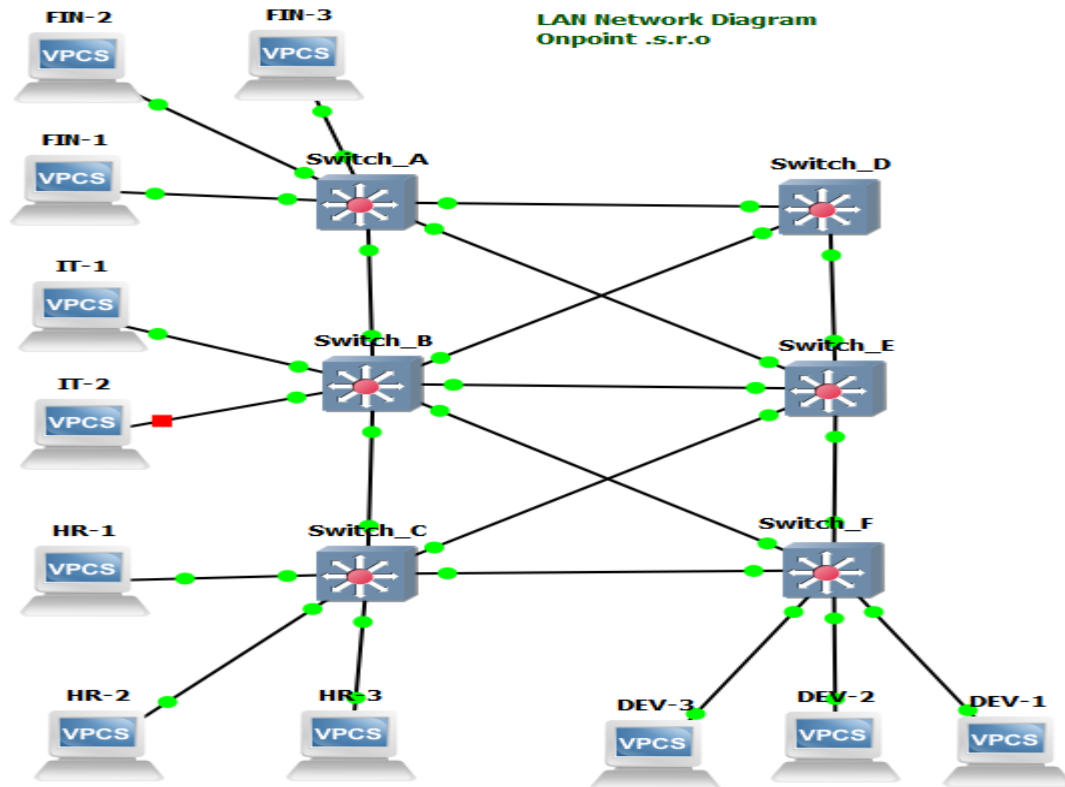 FIN-2
FIN-3
LAN Network Diagram
Onpoint .s.r.o
VPCS
VPCS
FIN-1
VPCS
Switch_A
Switch_D
IT-1
VPCS
Switch_B
Switch_E
IT-2
VPCS
HR-1
VPCS
Switch_C
Switch_F
HR-2
HR-3
DEV-3
DEV-2
DEV-1
VPCS
VPCS
VPCS
VPCS
VPCS